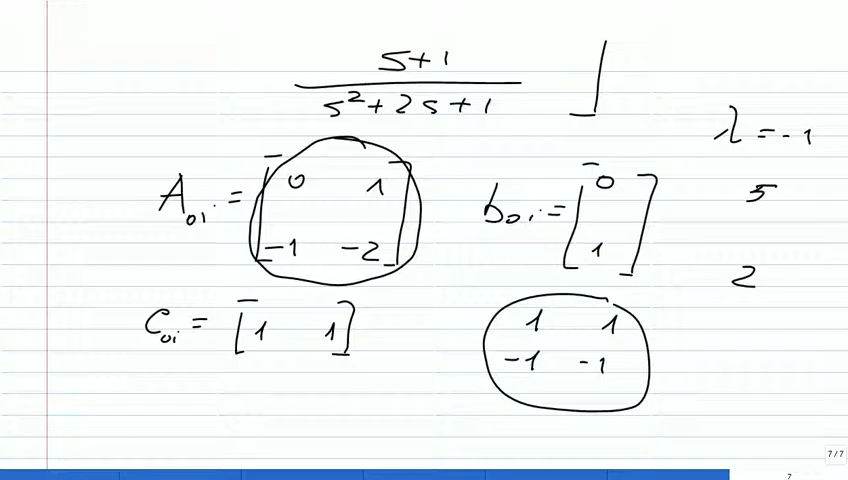 s+1
s²+2s+1
λ=-1
A₀ᵢ = [0 1
-1 -2]
b₀ᵢ = [0
1]
5
2
C₀ᵢ = [1 1]
1 1
-1 -1
7/7
7